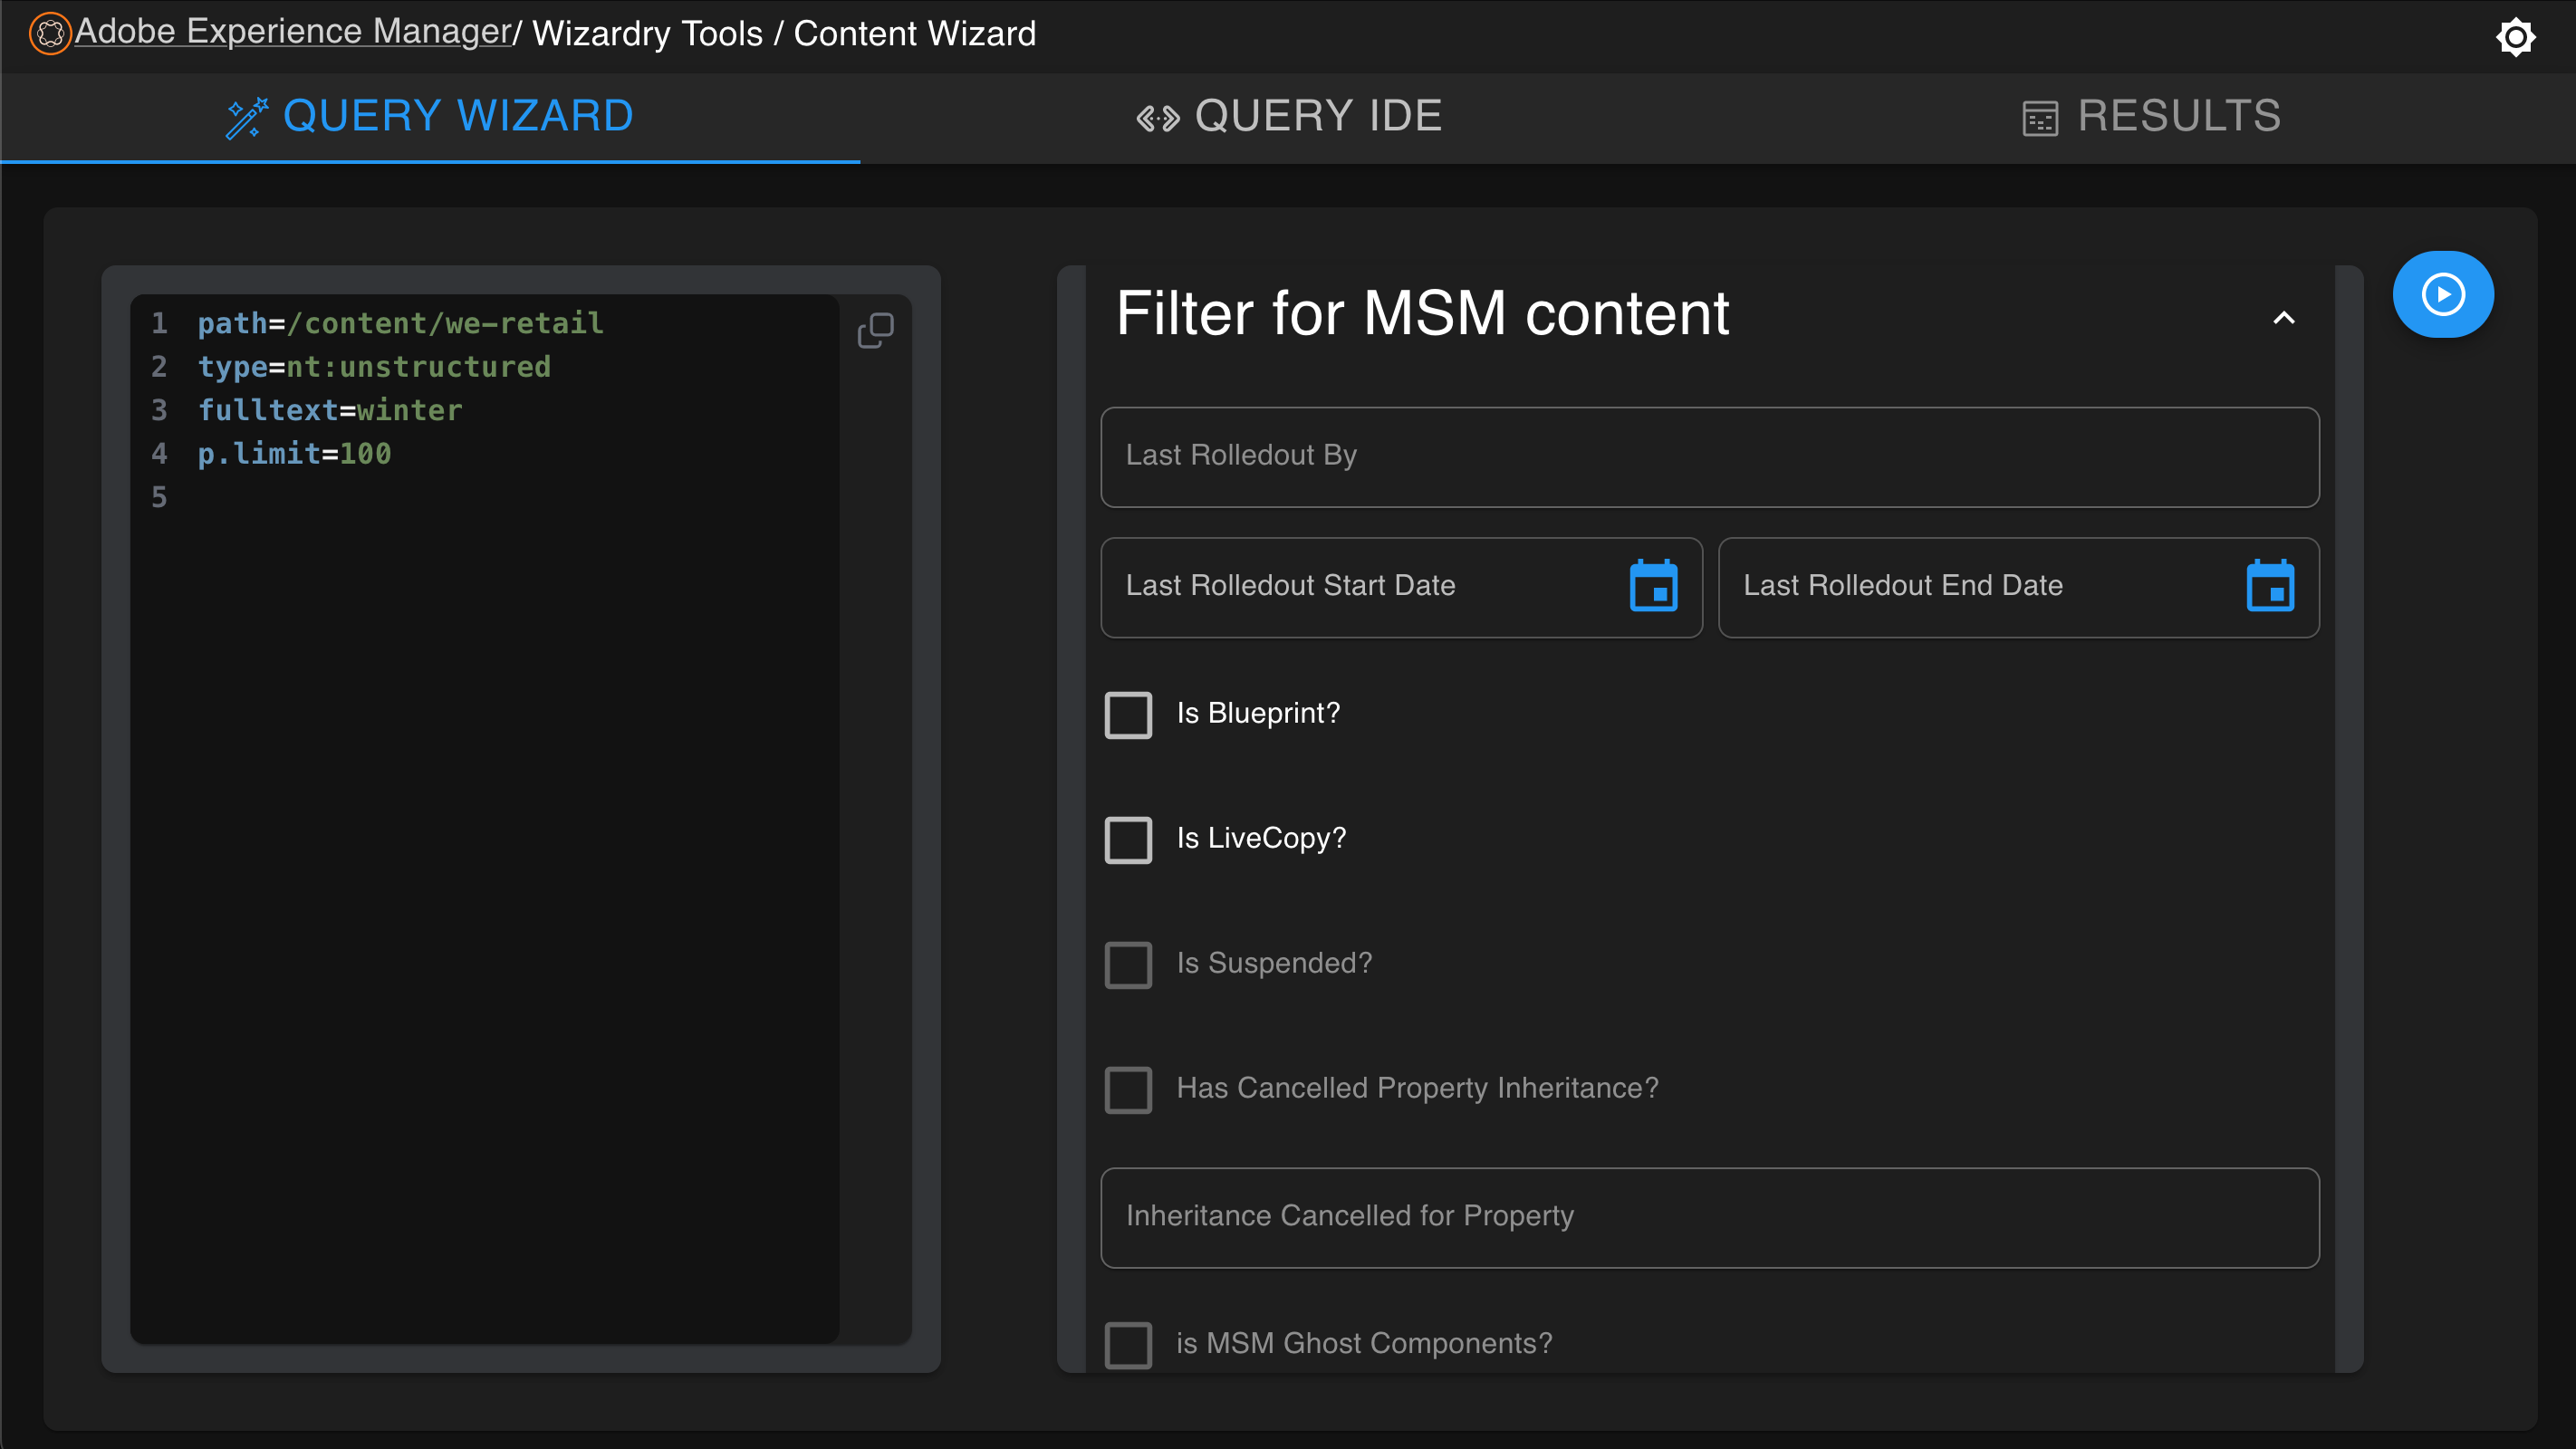 Adobe Experience Manager/ Wizardry Tools / Content Wizard
QUERY WIZARD
QUERY IDE
RESULTS
1 path=/content/we-retail
2 type=nt:unstructured
3 fulltext=winter
4 p.limit=100
5
Filter for MSM content
Last Rolledout By
Last Rolledout Start Date
Last Rolledout End Date
Is Blueprint?
Is LiveCopy?
Is Suspended?
Has Cancelled Property Inheritance?
Inheritance Cancelled for Property
is MSM Ghost Components?